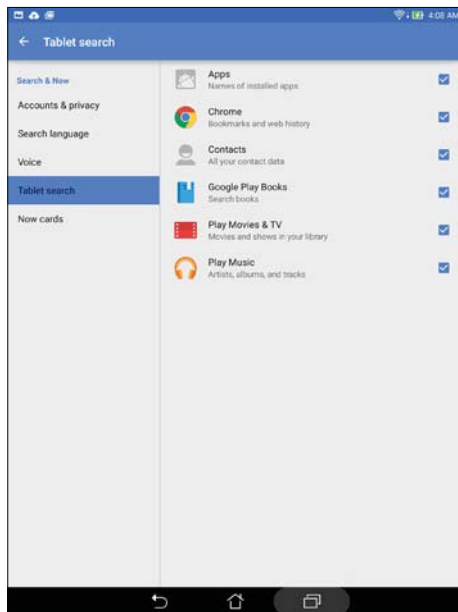 4:08 AM
Tablet search
Search & Now
Accounts & privacy
Search language
Voice
Tablet search
Now cards
Apps
Names of installed apps
Chrome
Bookmarks and web history
Contacts
All your contact data
Google Play Books
Search books
Play Movies & TV
Movies and shows in your library
Play Music
Artists, albums, and tracks